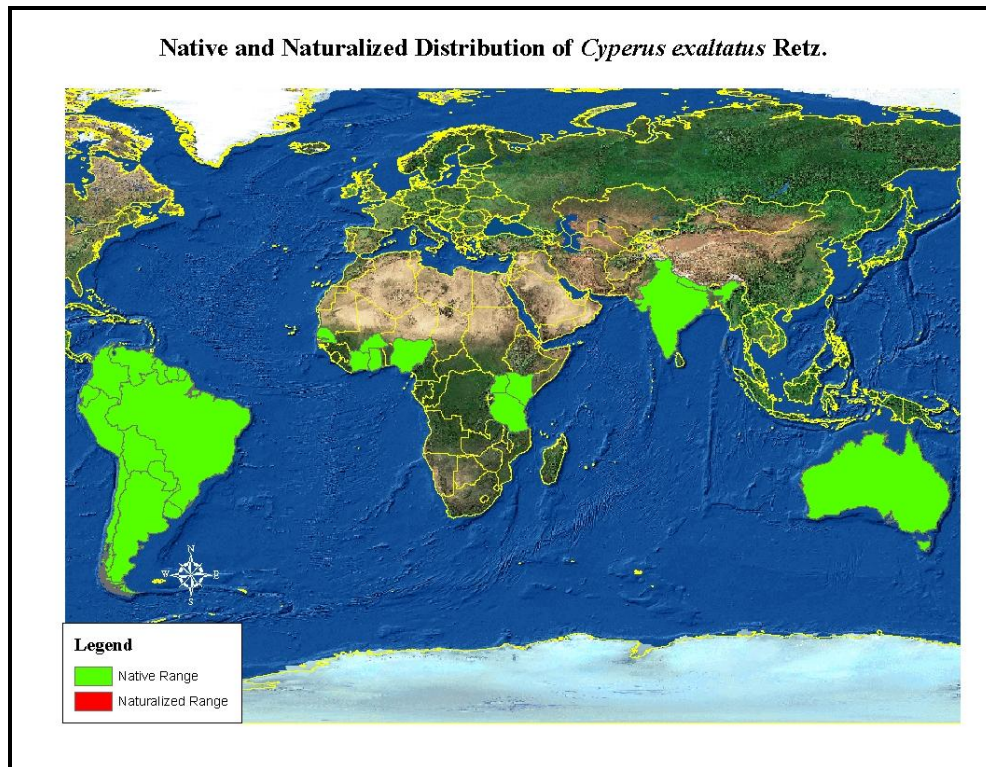 Native and Naturalized Distribution of Cyperus exaltatus Retz.
N
W E
S
Legend
Native Range
Naturalized Range